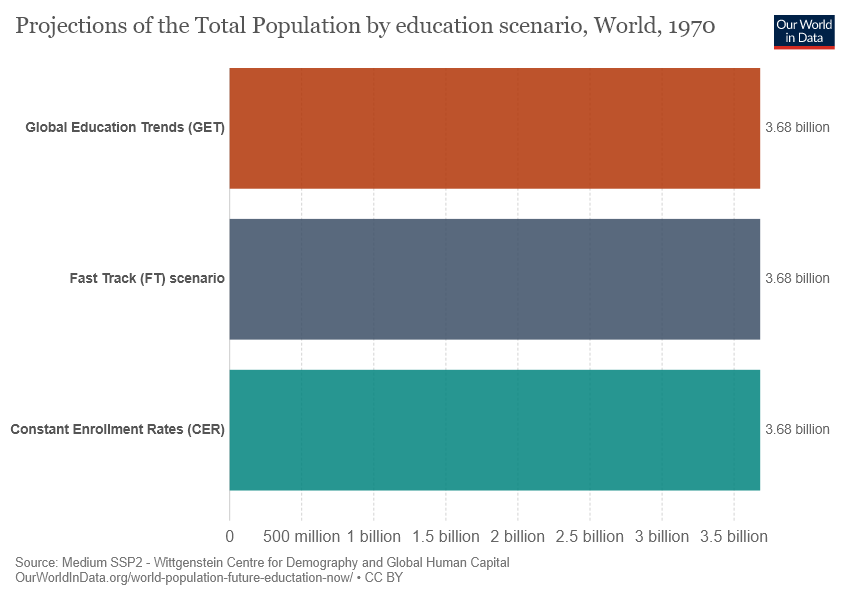 Projections of the Total Population by education scenario, World, 1970
Our World
in Data
Global Education Trends (GET)
3.68 billion
Fast Track (FT) scenario
3.68 billion
Constant Enrollment Rates (CER)
3.68 billion
0
500 million
1 billion
1.5 billion
2 billion
2.5 billion
3 billion
3.5 billion
Source: Medium SSP2 - Wittgenstein Centre for Demography and Global Human Capital
OurWorldInData.org/world-population-future-eductation-now/ • CC BY